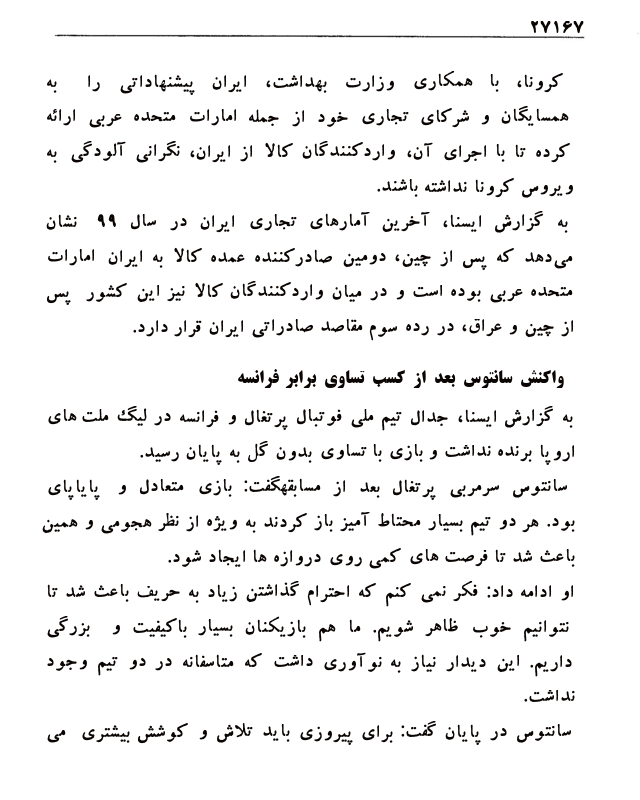 ۲۷۱۶۷
کرونا، با همکاری وزارت بهداشت، ایران پیشنهاداتی را به
همسایگان و شرکای تجاری خود از جمله امارات متحده عربی ارائه
کرده تا با اجرای آن، واردکنندگان کالا از ایران، نگرانی آلودگی به
ویروس کرونا نداشته باشند.
به گزارش ایسنا، آخرین آمارهای تجاری ایران در سال ۹۹ نشان
می‌دهد که پس از چین، دومین صادرکننده عمده کالا به ایران امارات
متحده عربی بوده است و در میان واردکنندگان کالا نیز این کشور پس
از چین و عراق، در رده سوم مقاصد صادراتی ایران قرار دارد.
واکنش سانتوس بعد از کسب تساوی برابر فرانسه
به گزارش ایسنا، جدال تیم ملی فوتبال پرتغال و فرانسه در لیگ ملت های
اروپا برنده نداشت و بازی با تساوی بدون گل به پایان رسید.
سانتوس سرمربی پرتغال بعد از مسابقهگفت: بازی متعادل و پایاپای
بود. هر دو تیم بسیار محتاط آمیز باز کردند به ویژه از نظر هجومی و همین
باعث شد تا فرصت های کمی روی دروازه ها ایجاد شود.
او ادامه داد: فکر نمی کنم که احترام گذاشتن زیاد به حریف باعث شد تا
نتوانیم خوب ظاهر شویم. ما هم بازیکنان بسیار باکیفیت و بزرگی
داریم. این دیدار نیاز به نوآوری داشت که متاسفانه در دو تیم وجود
نداشت.
سانتوس در پایان گفت: برای پیروزی باید تلاش و کوشش بیشتری می